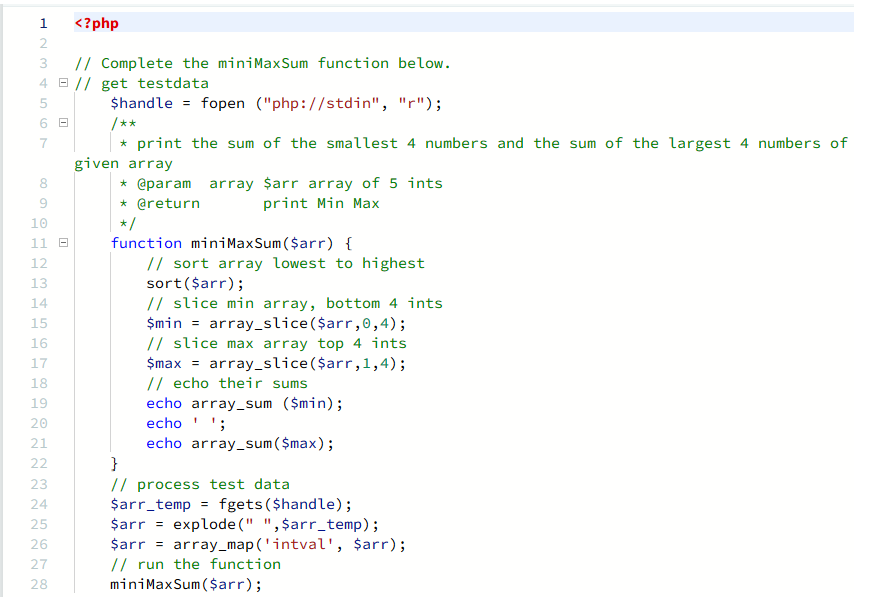 1 <?php
2
3 // Complete the miniMaxSum function below.
4 // get testdata
5 $handle = fopen ("php://stdin", "r");
6 /**
7 * print the sum of the smallest 4 numbers and the sum of the largest 4 numbers of
given array
8 * @param  array $arr array of 5 ints
9 * @return       print Min Max
10 */
11 function miniMaxSum($arr) {
12 // sort array lowest to highest
13 sort($arr);
14 // slice min array, bottom 4 ints
15 $min = array_slice($arr,0,4);
16 // slice max array top 4 ints
17 $max = array_slice($arr,1,4);
18 // echo their sums
19 echo array_sum ($min);
20 echo ' ';
21 echo array_sum($max);
22 }
23 // process test data
24 $arr_temp = fgets($handle);
25 $arr = explode(" ",$arr_temp);
26 $arr = array_map('intval', $arr);
27 // run the function
28 miniMaxSum($arr);